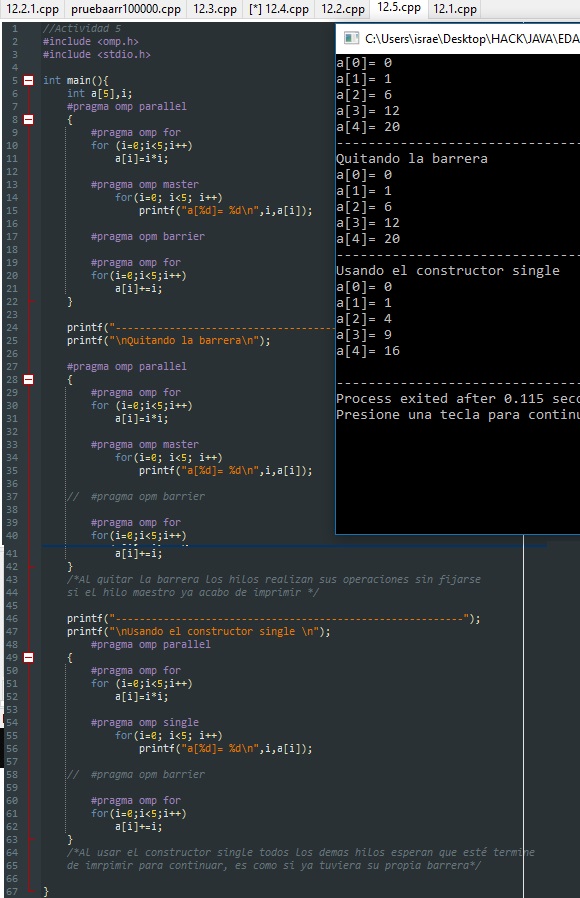 12.2.1.cpp pruebaarr100000.cpp 12.3.cpp [*] 12.4.cpp 12.2.cpp 12.5.cpp 12.1.cpp
1 //Actividad 5
2 #include <omp.h>
3 #include <stdio.h>
4
5 int main(){
6 int a[5],i;
7 #pragma omp parallel
8 {
9 #pragma omp for
10 for (i=0;i<5;i++)
11 a[i]=i*i;
12
13 #pragma omp master
14 for(i=0; i<5; i++)
15 printf("a[%d]= %d\n",i,a[i]);
16
17 #pragma opm barrier
18
19 #pragma omp for
20 for(i=0;i<5;i++)
21 a[i]+=i;
22 }
23
24 printf("----------------------------------
25 printf("\nQuitando la barrera\n");
26
27 #pragma omp parallel
28 {
29 #pragma omp for
30 for (i=0;i<5;i++)
31 a[i]=i*i;
32
33 #pragma omp master
34 for(i=0; i<5; i++)
35 printf("a[%d]= %d\n",i,a[i]);
36
37 // #pragma opm barrier
38
39 #pragma omp for
40 for(i=0;i<5;i++)
41 a[i]+=i;
42 }
43 /*Al quitar la barrera los hilos realizan sus operaciones sin fijarse
44 si el hilo maestro ya acabo de imprimir */
45
46 printf("---------------------------------------------------------");
47 printf("\nUsando el constructor single \n");
48 #pragma omp parallel
49 {
50 #pragma omp for
51 for (i=0;i<5;i++)
52 a[i]=i*i;
53
54 #pragma omp single
55 for(i=0; i<5; i++)
56 printf("a[%d]= %d\n",i,a[i]);
57
58 // #pragma opm barrier
59
60 #pragma omp for
61 for(i=0;i<5;i++)
62 a[i]+=i;
63 }
64 /*Al usar el constructor single todos los demas hilos esperan que esté termine
65 de imrpimir para continuar, es como si ya tuviera su propia barrera*/
66
67 }
C:\Users\israe\Desktop\HACK\JAVA\EDA
a[0]= 0
a[1]= 1
a[2]= 6
a[3]= 12
a[4]= 20
------------------------------
Quitando la barrera
a[0]= 0
a[1]= 1
a[2]= 6
a[3]= 12
a[4]= 20
------------------------------
Usando el constructor single
a[0]= 0
a[1]= 1
a[2]= 4
a[3]= 9
a[4]= 16
------------------------------
Process exited after 0.115 seco
Presione una tecla para continu